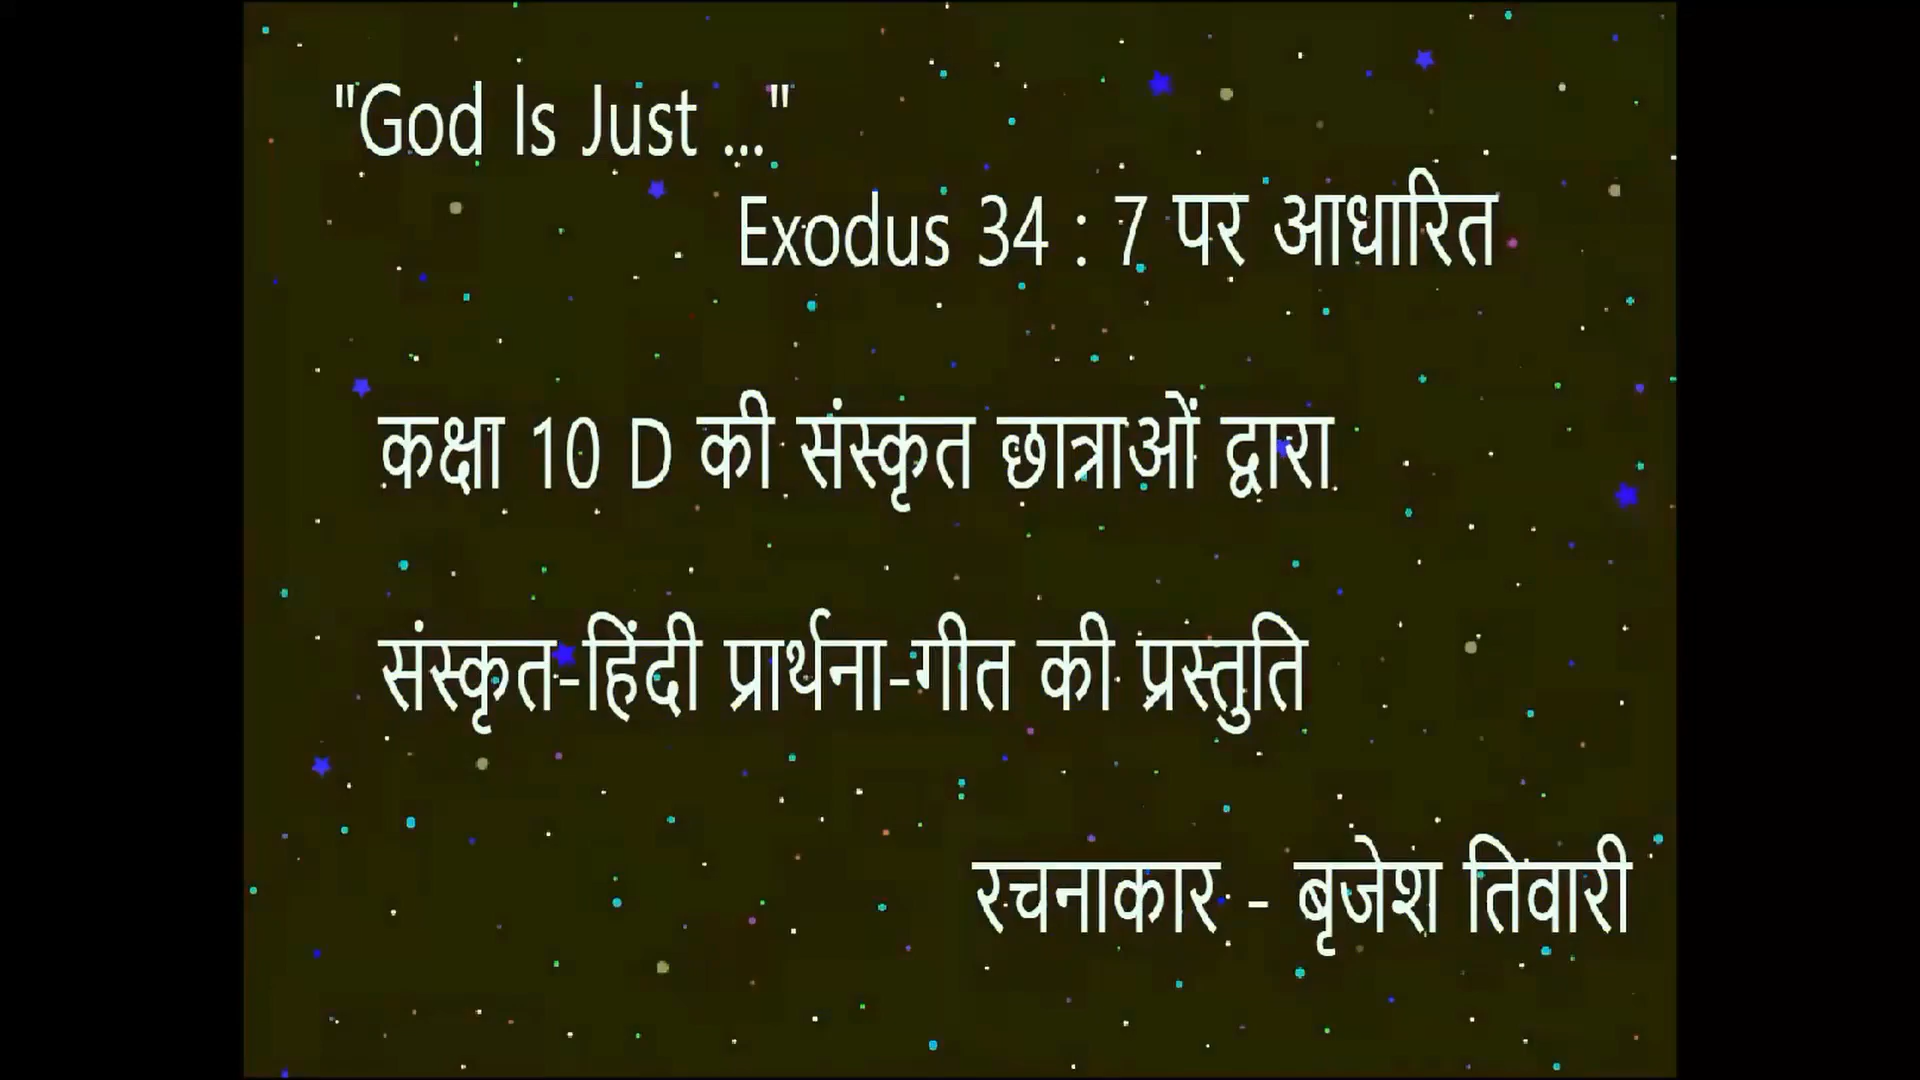 "God Is Just ..."
Exodus 34 : 7 पर आधारित
कक्षा 10 D की संस्कृत छात्राओं द्वारा
संस्कृत-हिंदी प्रार्थना-गीत की प्रस्तुति
रचनाकार - बृजेश तिवारी